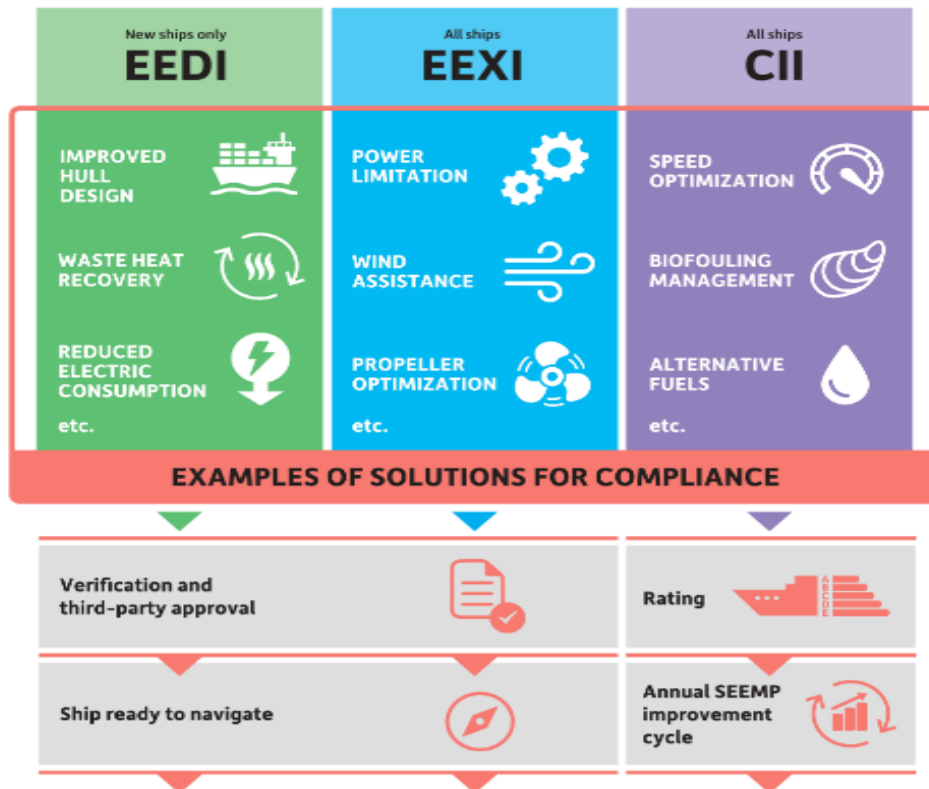 New ships only
EEDI
All ships
EEXI
All ships
CII
IMPROVED
HULL
DESIGN
WASTE HEAT
RECOVERY
REDUCED
ELECTRIC
CONSUMPTION
etc.
POWER
LIMITATION
WIND
ASSISTANCE
PROPELLER
OPTIMIZATION
etc.
SPEED
OPTIMIZATION
BIOFOULING
MANAGEMENT
ALTERNATIVE
FUELS
etc.
EXAMPLES OF SOLUTIONS FOR COMPLIANCE
Verification and
third-party approval
Rating
A
B
C
D
E
Ship ready to navigate
Annual SEEMP
improvement
cycle